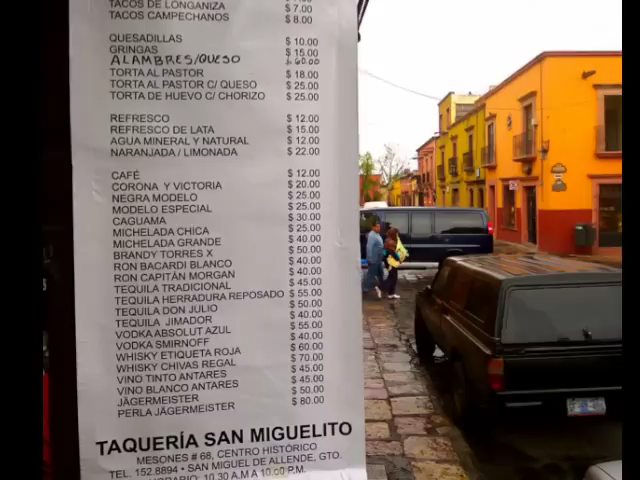 TACOS DE LONGANIZA $ 7.00
TACOS CAMPECHANOS $ 8.00
QUESADILLAS $ 10.00
GRINGAS $ 15.00
ALAMBRES/QUESO $ 60.00
TORTA AL PASTOR $ 18.00
TORTA AL PASTOR C/ QUESO $ 25.00
TORTA DE HUEVO C/ CHORIZO $ 25.00
REFRESCO $ 12.00
REFRESCO DE LATA $ 15.00
AGUA MINERAL Y NATURAL $ 12.00
NARANJADA / LIMONADA $ 22.00
CAFÉ $ 12.00
CORONA Y VICTORIA $ 20.00
NEGRA MODELO $ 25.00
MODELO ESPECIAL $ 25.00
CAGUAMA $ 30.00
MICHELADA CHICA $ 25.00
MICHELADA GRANDE $ 40.00
BRANDY TORRES X $ 50.00
RON BACARDI BLANCO $ 40.00
RON CAPITÁN MORGAN $ 40.00
TEQUILA TRADICIONAL $ 45.00
TEQUILA HERRADURA REPOSADO $ 55.00
TEQUILA DON JULIO $ 50.00
TEQUILA JIMADOR $ 40.00
VODKA ABSOLUT AZUL $ 55.00
VODKA SMIRNOFF $ 40.00
WHISKY ETIQUETA ROJA $ 60.00
WHISKY CHIVAS REGAL $ 70.00
VINO TINTO ANTARES $ 45.00
VINO BLANCO ANTARES $ 45.00
JÄGERMEISTER $ 50.00
PERLA JÄGERMEISTER $ 80.00
TAQUERÍA SAN MIGUELITO
MESONES # 68, CENTRO HISTÓRICO
TEL. 152.8894 • SAN MIGUEL DE ALLENDE, GTO.
HORARIO: 10.30 A.M A 10:00 P.M.